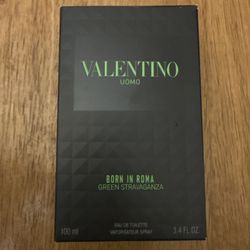 VALENTINO
UOMO
BORN IN ROMA
GREEN STRAVAGANZA
EAU DE TOILETTE
100 ml VAPORISATEUR SPRAY 3.4 FL. OZ.